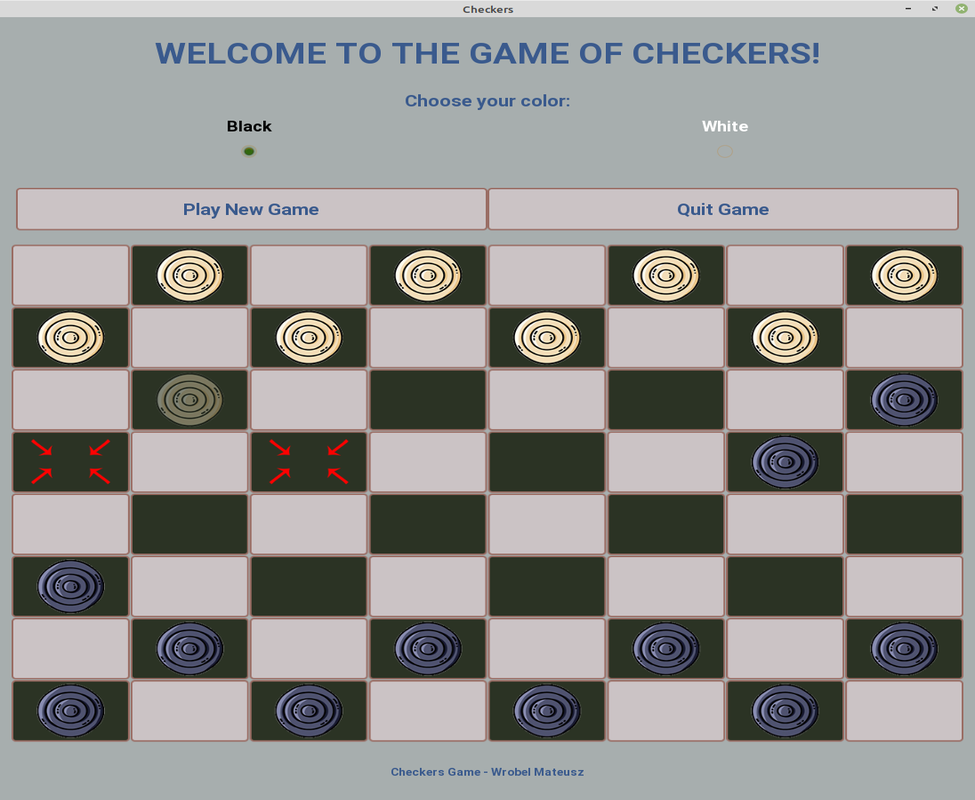 Checkers
WELCOME TO THE GAME OF CHECKERS!
Choose your color:
Black White
Play New Game Quit Game
Checkers Game - Wrobel Mateusz